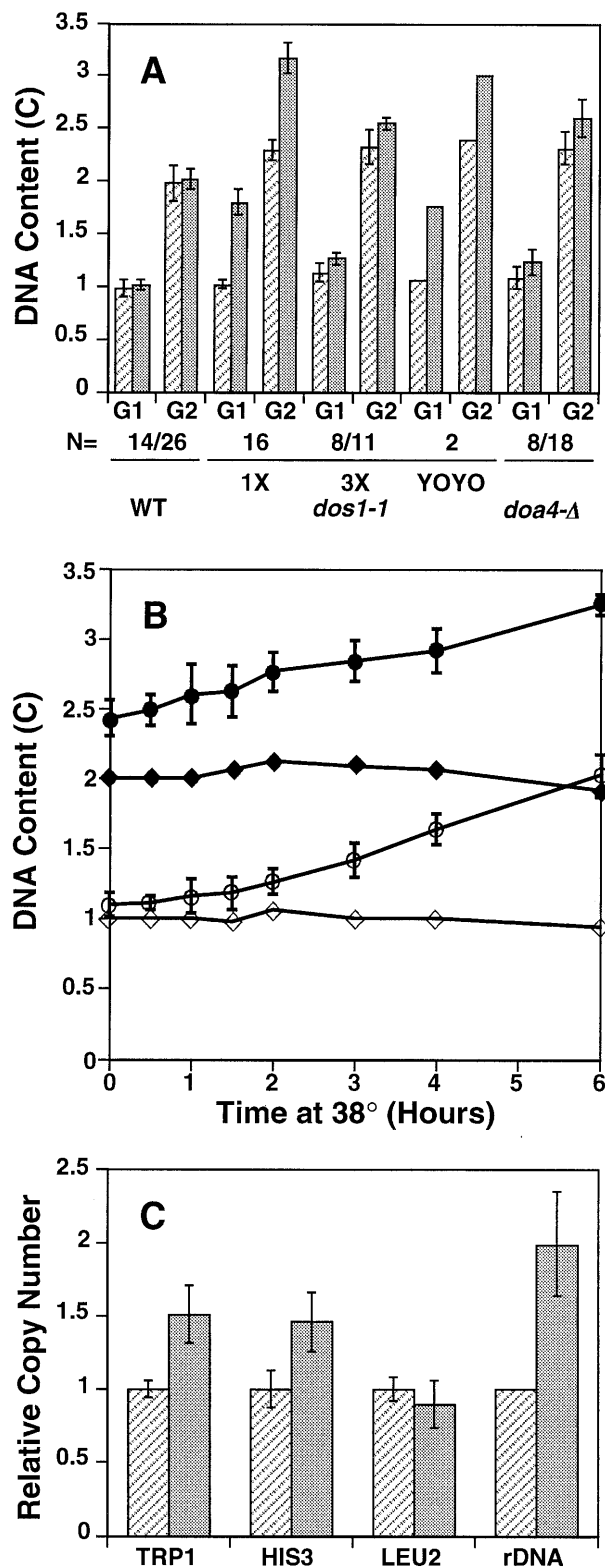 A
DNA Content (C)
3.5
3
2.5
2
1.5
1
0.5
0
G1 G2 G1 G2 G1 G2 G1 G2 G1 G2
N= 14/26 16 8/11 2 8/18
1X 3X YOYO
WT dos1-1 doa4-Δ
B
DNA Content (C)
3.5
3
2.5
2
1.5
1
0.5
0
0 1 2 3 4 5 6
Time at 38° (Hours)
C
Relative Copy Number
2.5
2
1.5
1
0.5
0
TRP1 HIS3 LEU2 rDNA